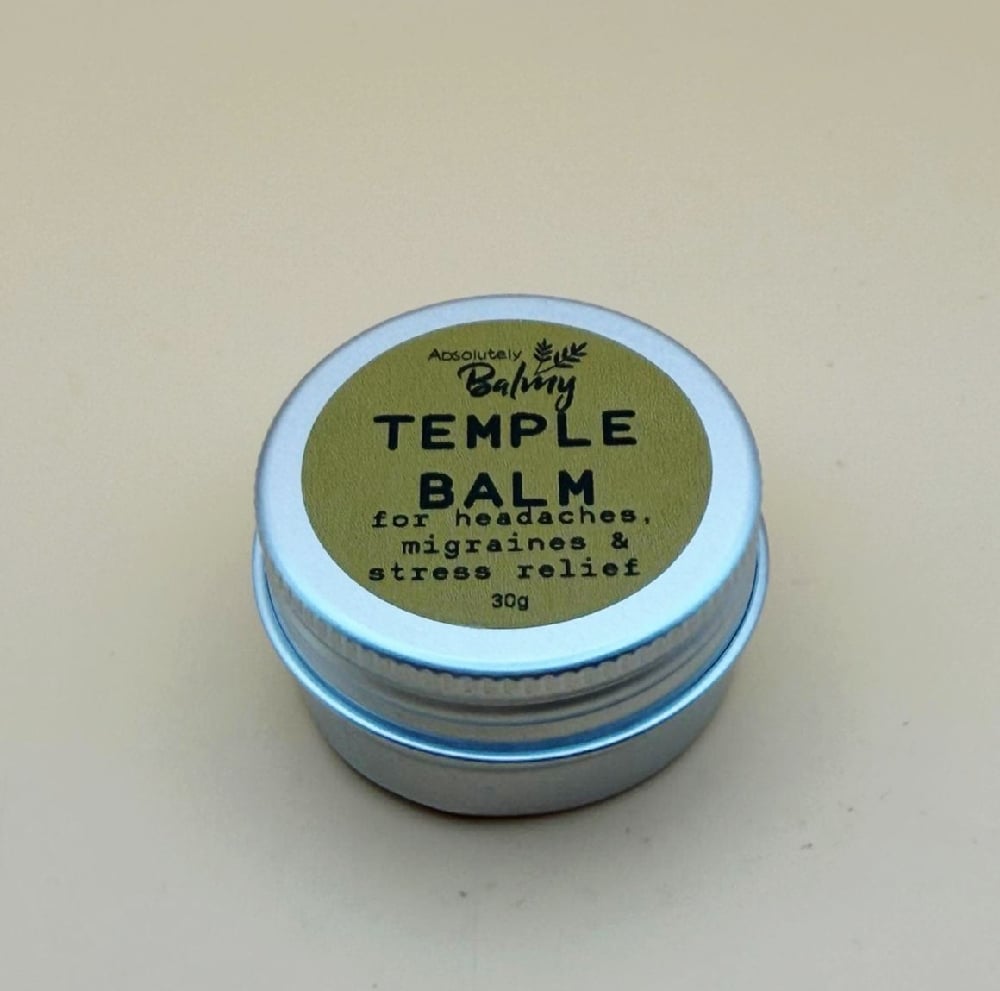 Absolutely
Balmy
TEMPLE
BALM
for headaches,
migraines &
stress relief
30g